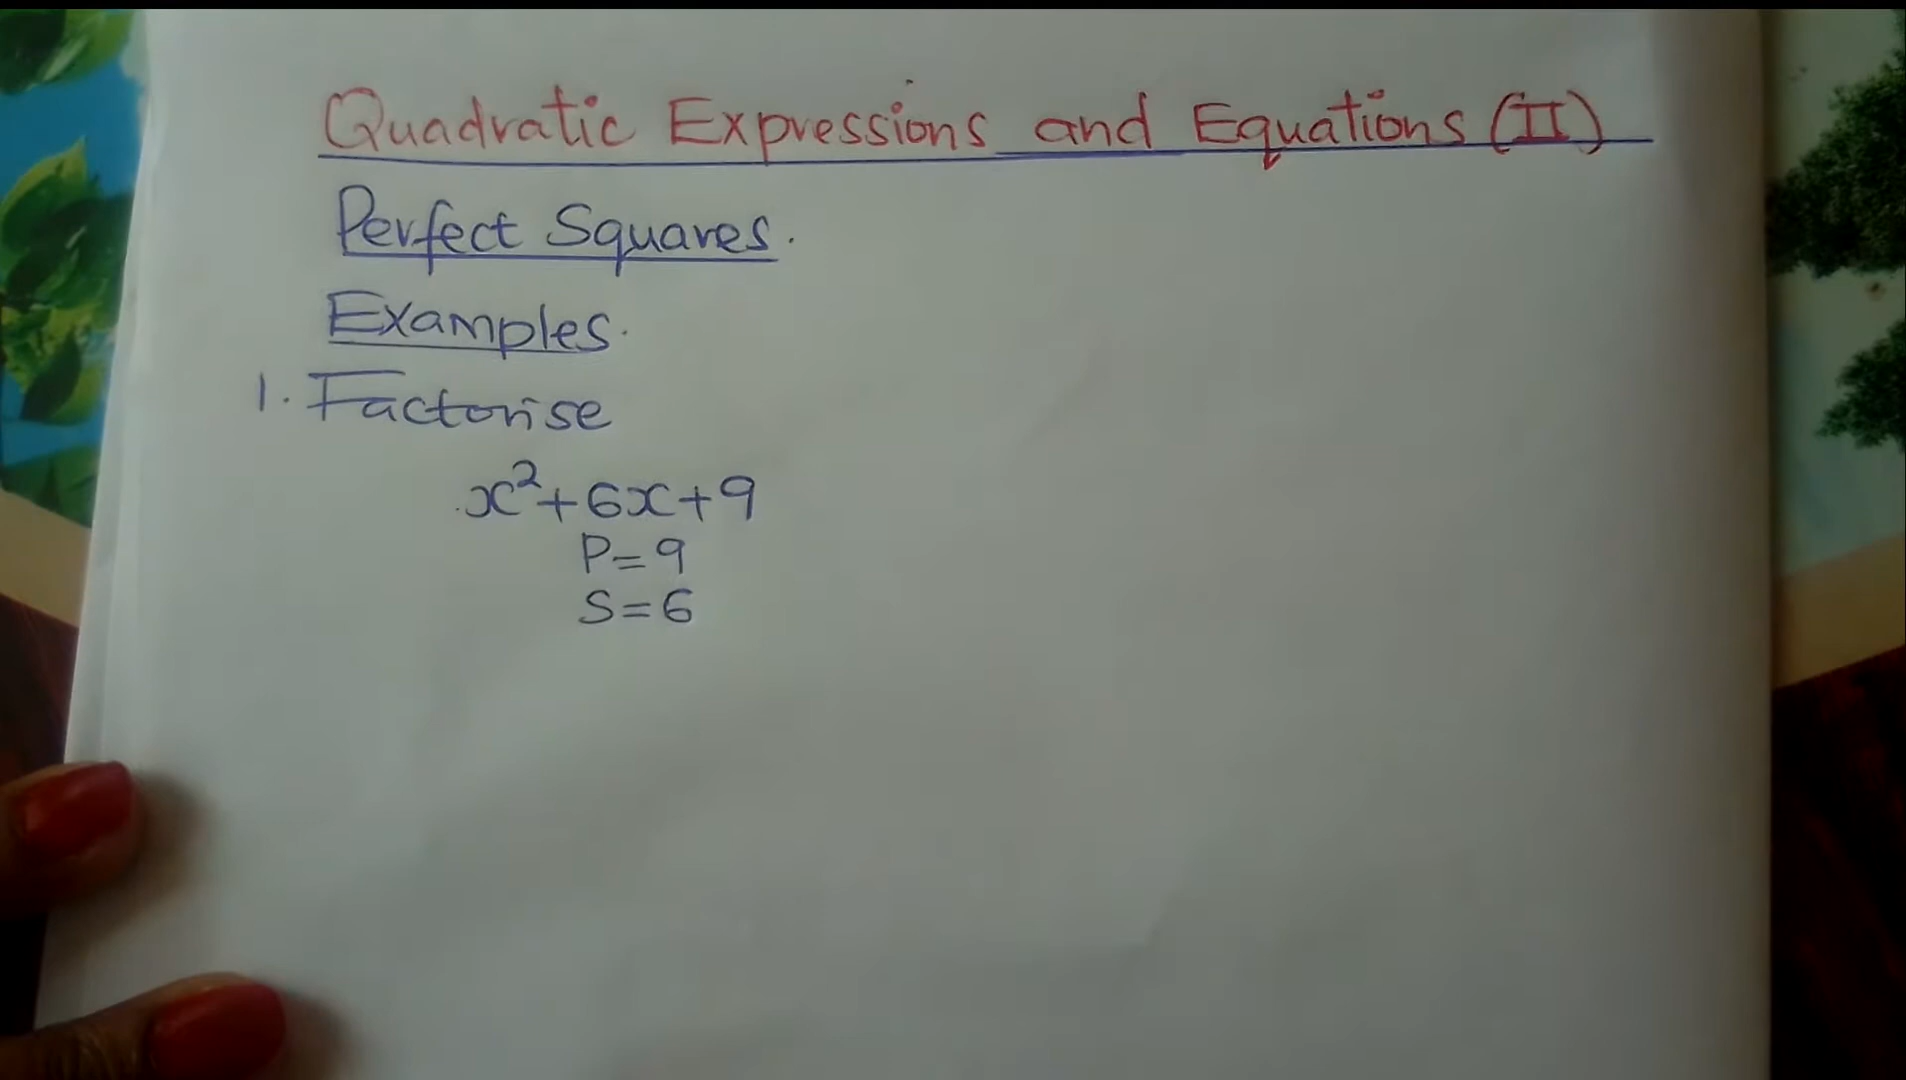 Quadratic Expressions and Equations (II)
Perfect Squares.
Examples.
1. Factorise
x²+6x+9
P=9
S=6